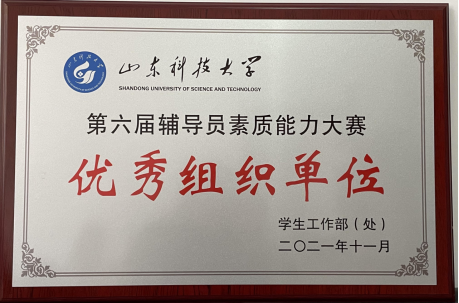 山东科技大学
SHANDONG UNIVERSITY OF SCIENCE AND TECHNOLOGY
第六届辅导员素质能力大赛
优秀组织单位
学生工作部（处）
二〇二一年十一月